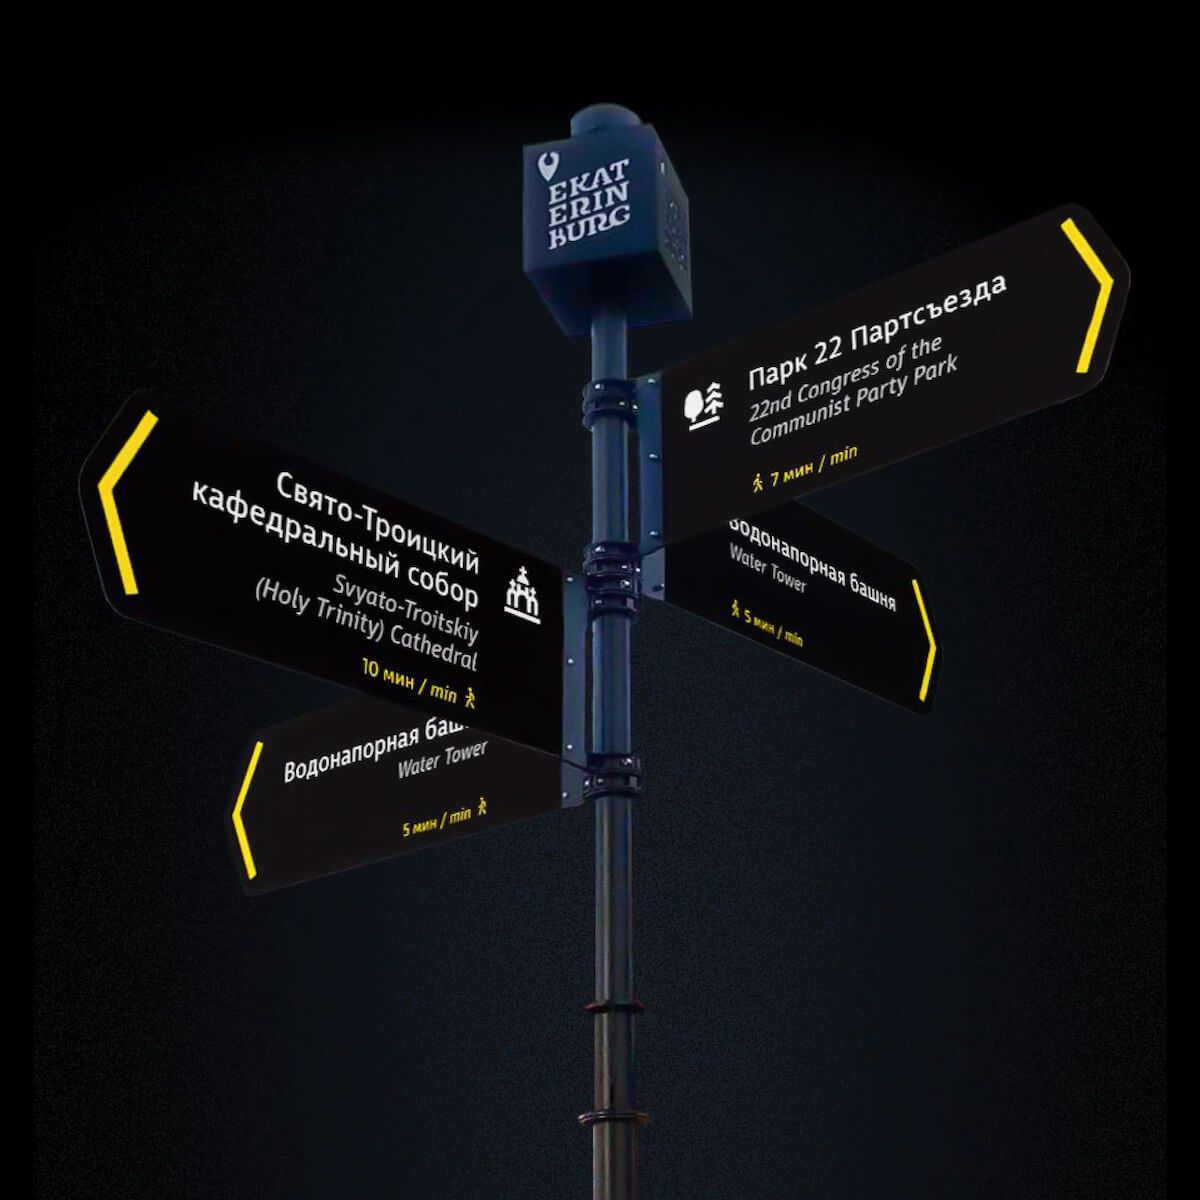 EKAT
ERIN
BURG
Парк 22 Партсъезда
22nd Congress of the
Communist Party Park
7 мин / min
Свято-Троицкий
кафедральный собор
Svyato-Troitskiy
(Holy Trinity) Cathedral
10 мин / min
Водонапорная башня
Water Tower
5 мин / min
Водонапорная
Water Tower
5 мин / min